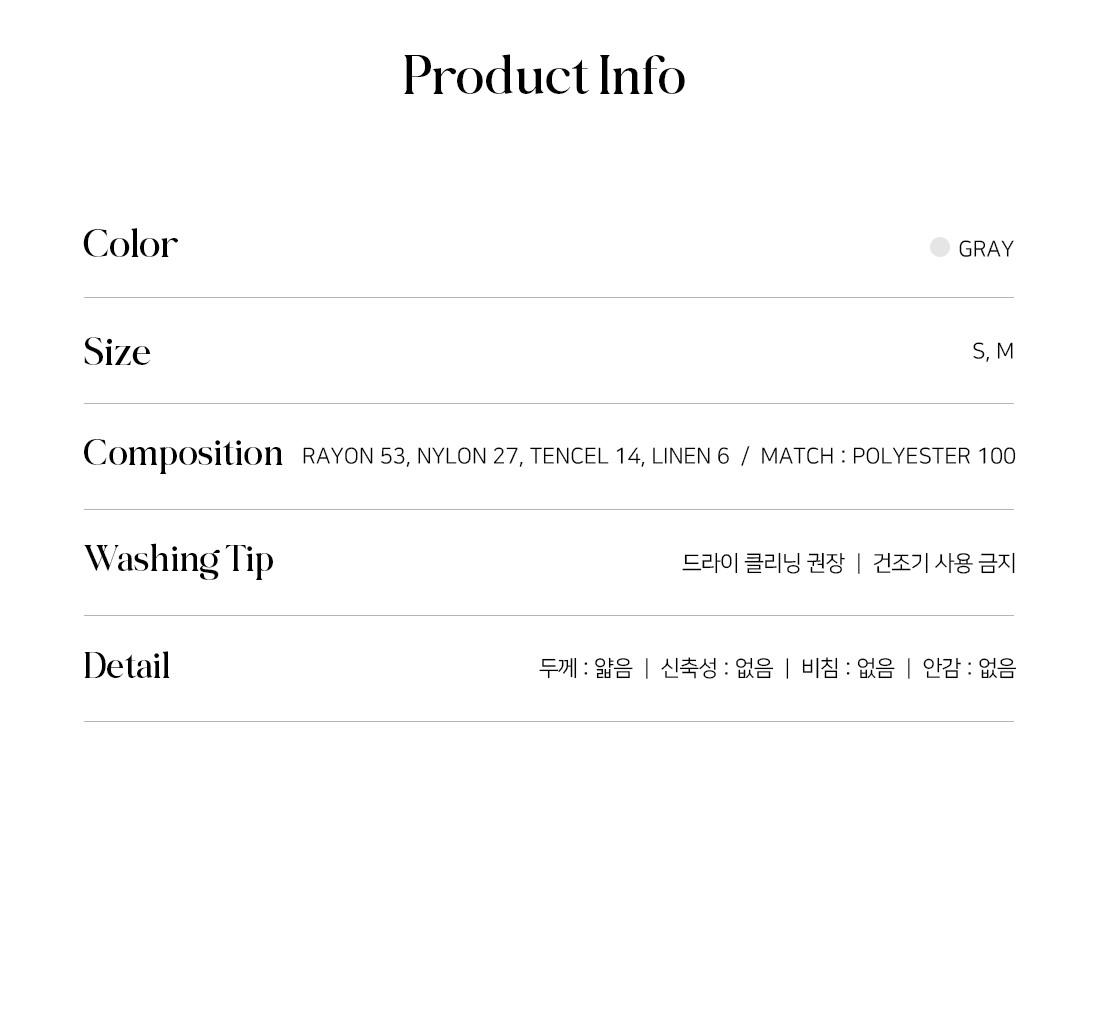 Product Info
Color
GRAY
Size
S, M
Composition RAYON 53, NYLON 27, TENCEL 14, LINEN 6 / MATCH : POLYESTER 100
Washing Tip 드라이 클리닝 권장 | 건조기 사용 금지
Detail 두께 : 얇음 | 신축성 : 없음 | 비침 : 없음 | 안감 : 없음